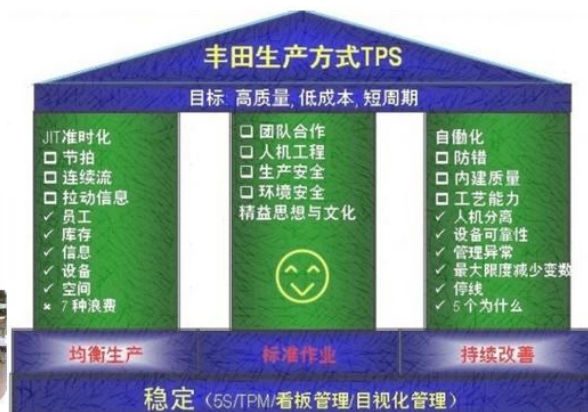 丰田生产方式TPS
目标: 高质量, 低成本, 短周期
JIT准时化
节拍
连续流
拉动信息
员工
库存
信息
设备
空间
7种浪费
团队合作
人机工程
生产安全
环境安全
精益思想与文化
自働化
防错
内建质量
工艺能力
人机分离
设备可靠性
管理异常
最大限度减少变数
停线
5个为什么
均衡生产
标准作业
持续改善
稳定（5S/TPM/看板管理/目视化管理）